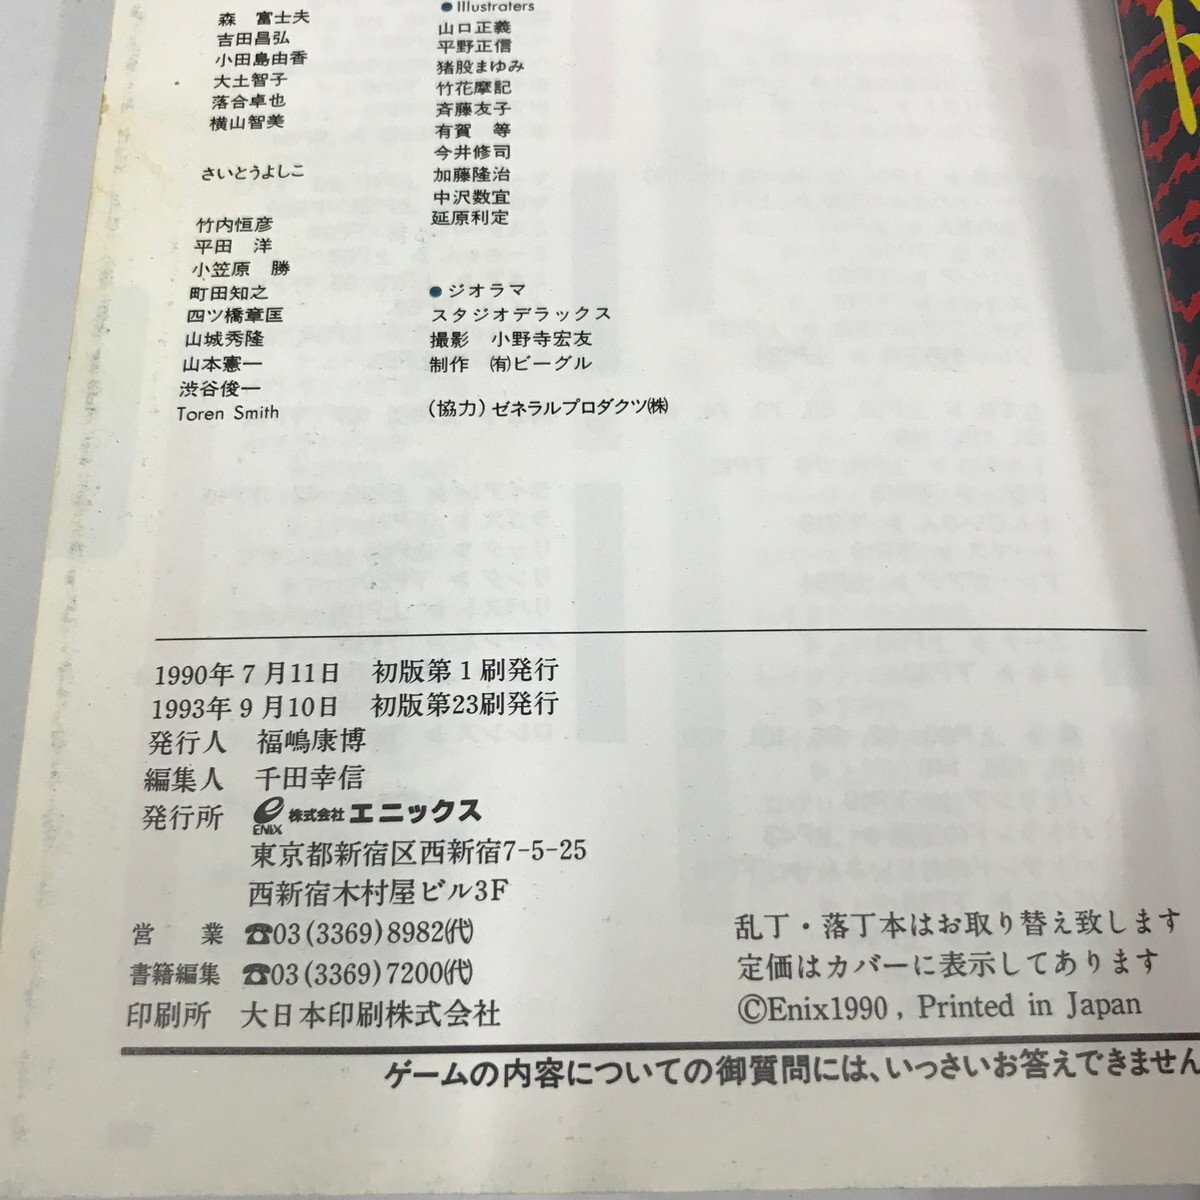 森　富士夫
吉田昌弘
小田島由香
大土智子
落合卓也
横山智美
さいとうよしこ
竹内恒彦
平田　洋
小笠原　勝
町田知之
四ツ橋章匡
山城秀隆
山本憲一
渋谷俊一
Toren Smith
●Illustraters
山口正義
平野正信
猪股まゆみ
竹花摩記
斉藤友子
有賀　等
今井修司
加藤隆治
中沢数宜
延原利定
●ジオラマ
スタジオデラックス
撮影　小野寺宏友
制作　㈲ビーグル
（協力）ゼネラルプロダクツ㈱
1990年7月11日　初版第1刷発行
1993年9月10日　初版第23刷発行
発行人　福嶋康博
編集人　千田幸信
発行所　ENIX 株式会社エニックス
東京都新宿区西新宿7-5-25
西新宿木村屋ビル3F
営　業　☎03(3369)8982㈹
書籍編集　☎03(3369)7200㈹
印刷所　大日本印刷株式会社
乱丁・落丁本はお取り替え致します
定価はカバーに表示してあります
©Enix1990, Printed in Japan
ゲームの内容についての御質問には、いっさいお答えできません